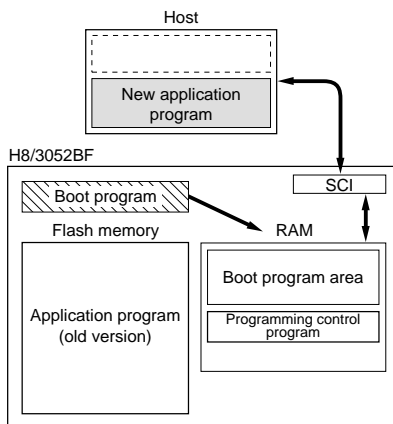 Host
New application
program
H8/3052BF
SCI
Boot program
Flash memory
RAM
Application program
(old version)
Boot program area
Programming control
program